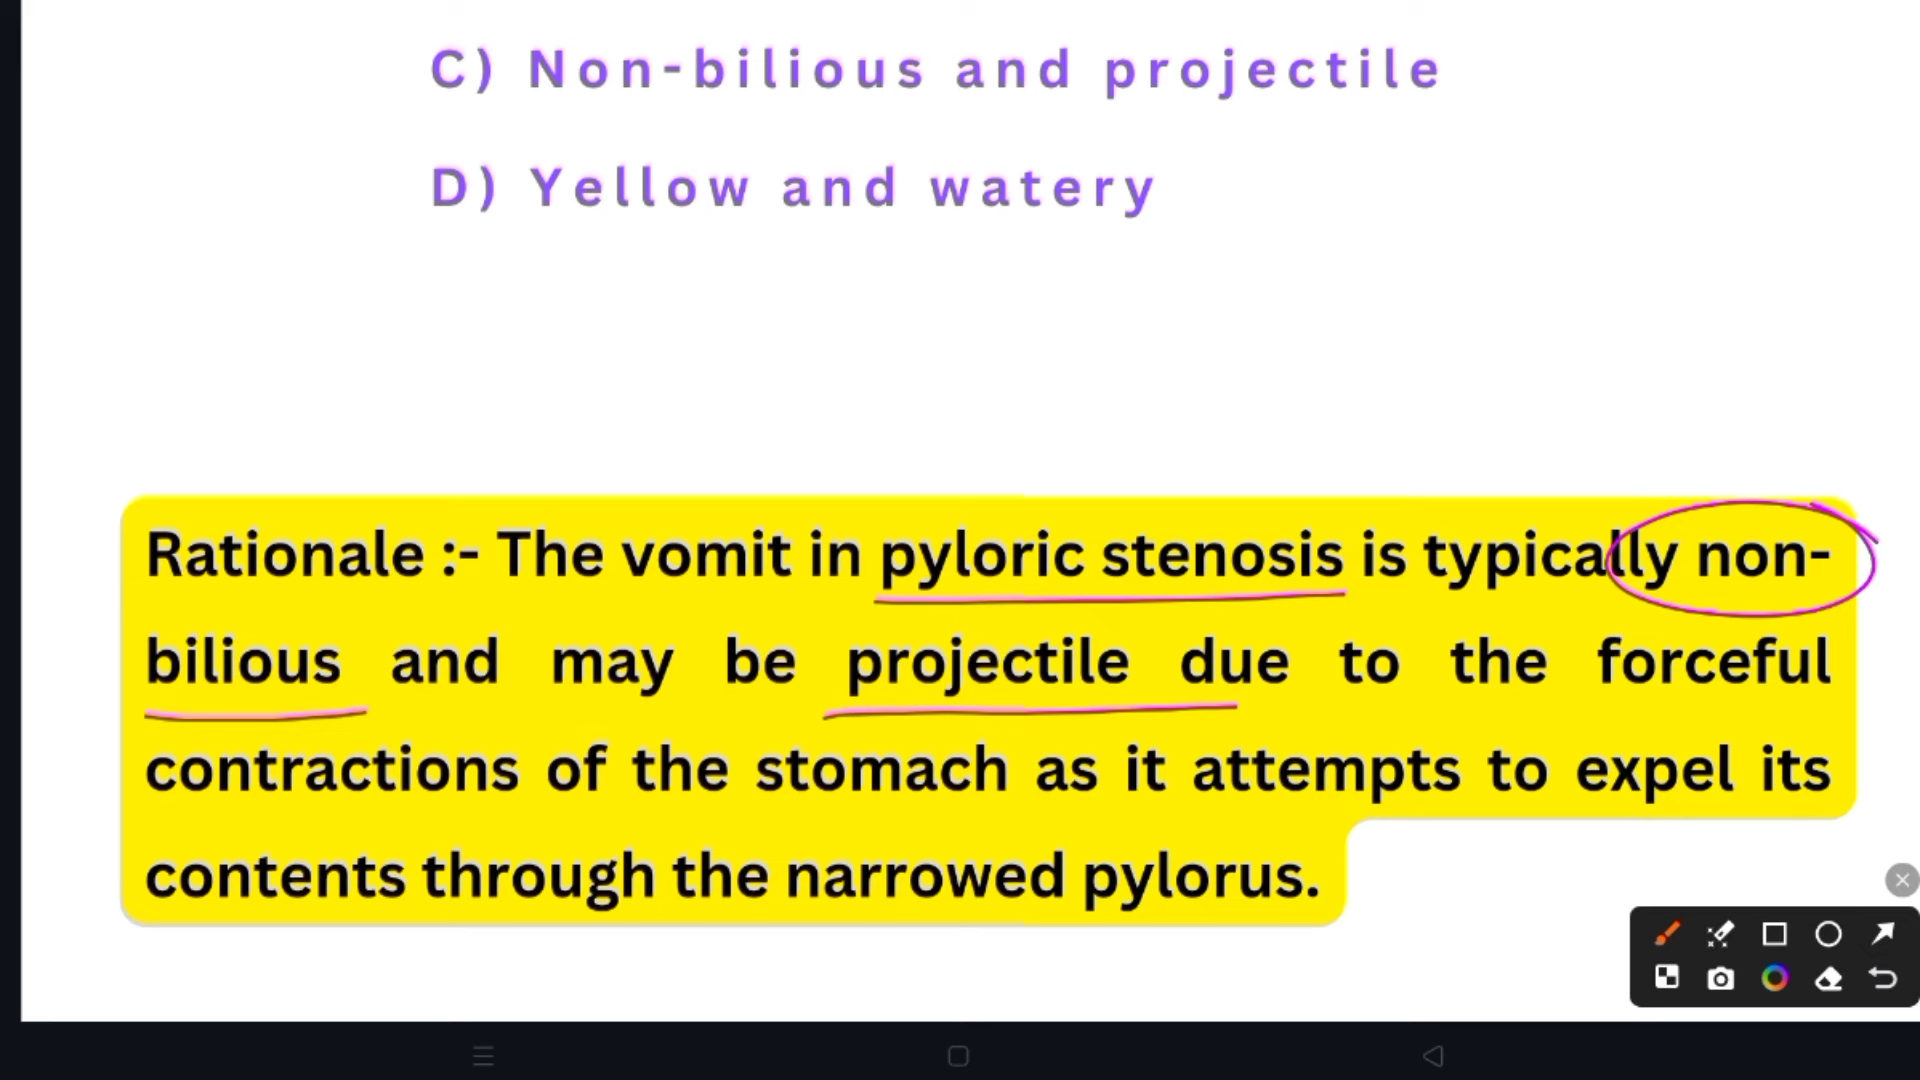 C) Non-bilious and projectile
D) Yellow and watery
Rationale :- The vomit in pyloric stenosis is typically non-
bilious and may be projectile due to the forceful
contractions of the stomach as it attempts to expel its
contents through the narrowed pylorus.